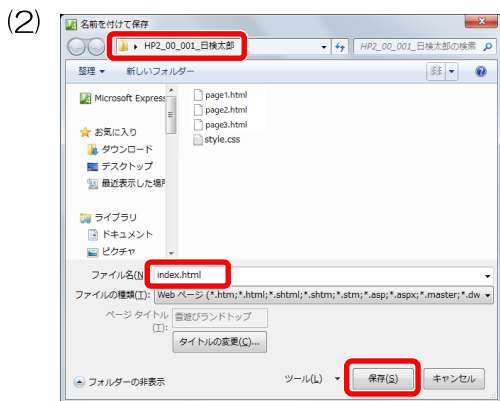 (2)
名前を付けて保存
HP2_00_001_日検太郎
HP2_00_001_日検太郎の検索
整理 新しいフォルダー
Microsoft Express
お気に入り
ダウンロード
デスクトップ
最近表示した場所
ライブラリ
ドキュメント
ピクチャ
page1.html
page2.html
page3.html
style.css
ファイル名(N): index.html
ファイルの種類(T): Web ページ (*.htm;*.html;*.shtml;*.shtm;*.stm;*.asp;*.aspx;*.master;*.dw
ページ タイトル(T): 雪遊びランドトップ
タイトルの変更(C)...
フォルダーの非表示
ツール(L) 保存(S) キャンセル